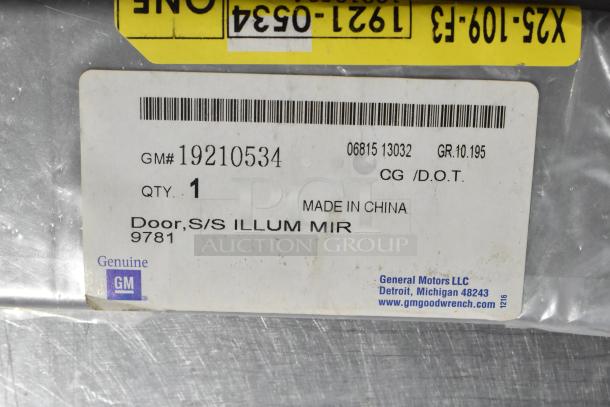 X25-109-F3
1921-0534
ONE
GM# 19210534
06815 13032 GR.10.195
CG /D.O.T.
QTY. 1
MADE IN CHINA
Door,S/S ILLUM MIR
9781
PCI
AUCTION GROUP
Genuine
GM
General Motors LLC
Detroit, Michigan 48243
www.gmgoodwrench.com
1216